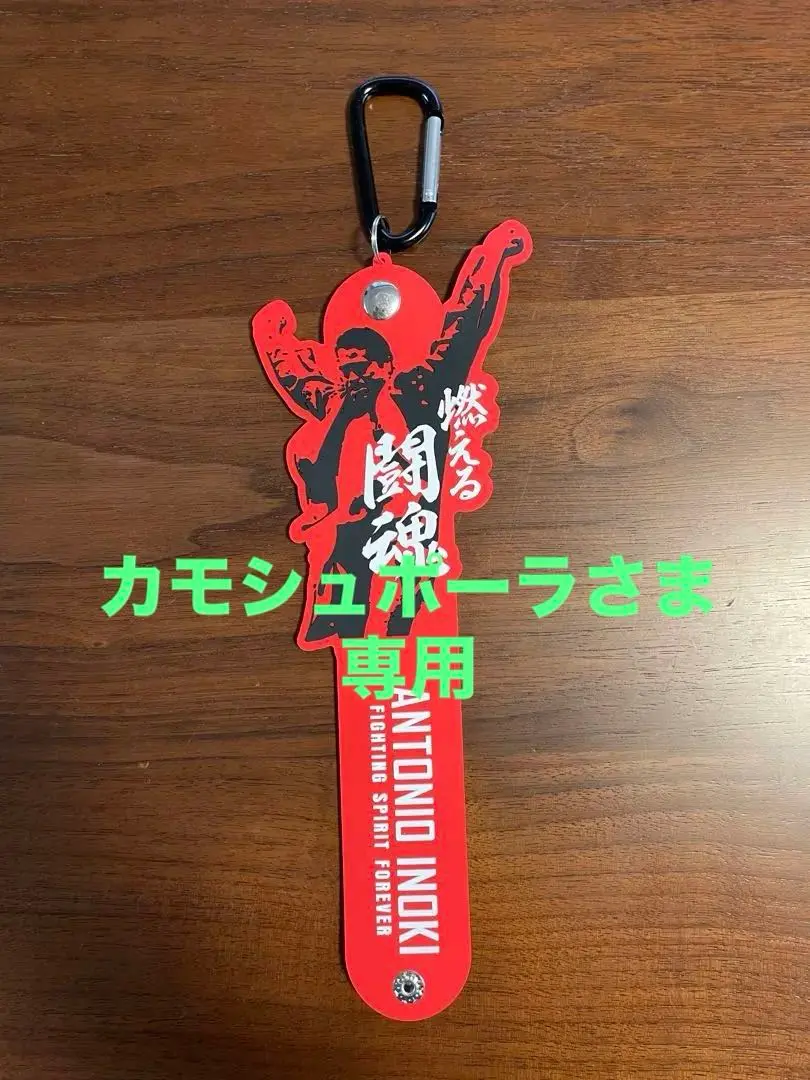 燃える
闘魂
カモシュポーラさま
専用
ANTONIO INOKI
FIGHTING SPIRIT FOREVER